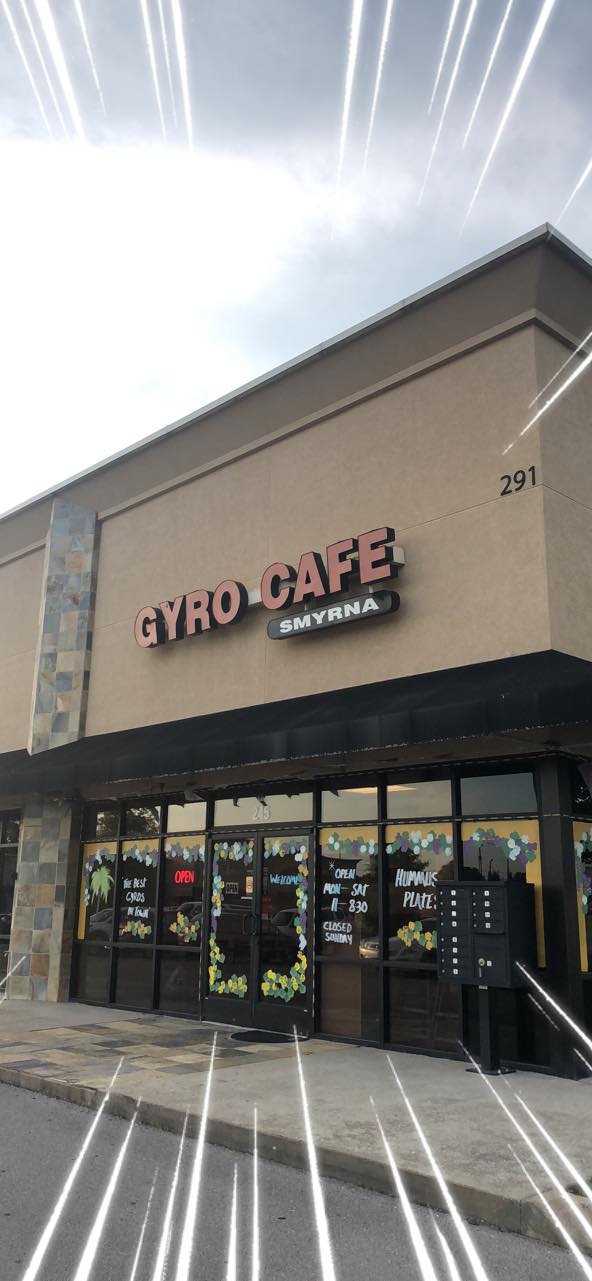 291
GYRO CAFE
SMYRNA
THE BEST
GYROS
IN TOWN
OPEN
OPEN
WELCOME
* OPEN
MON - SAT
11 - 8:30
CLOSED
SUNDAY
HUMMUS
PLATE